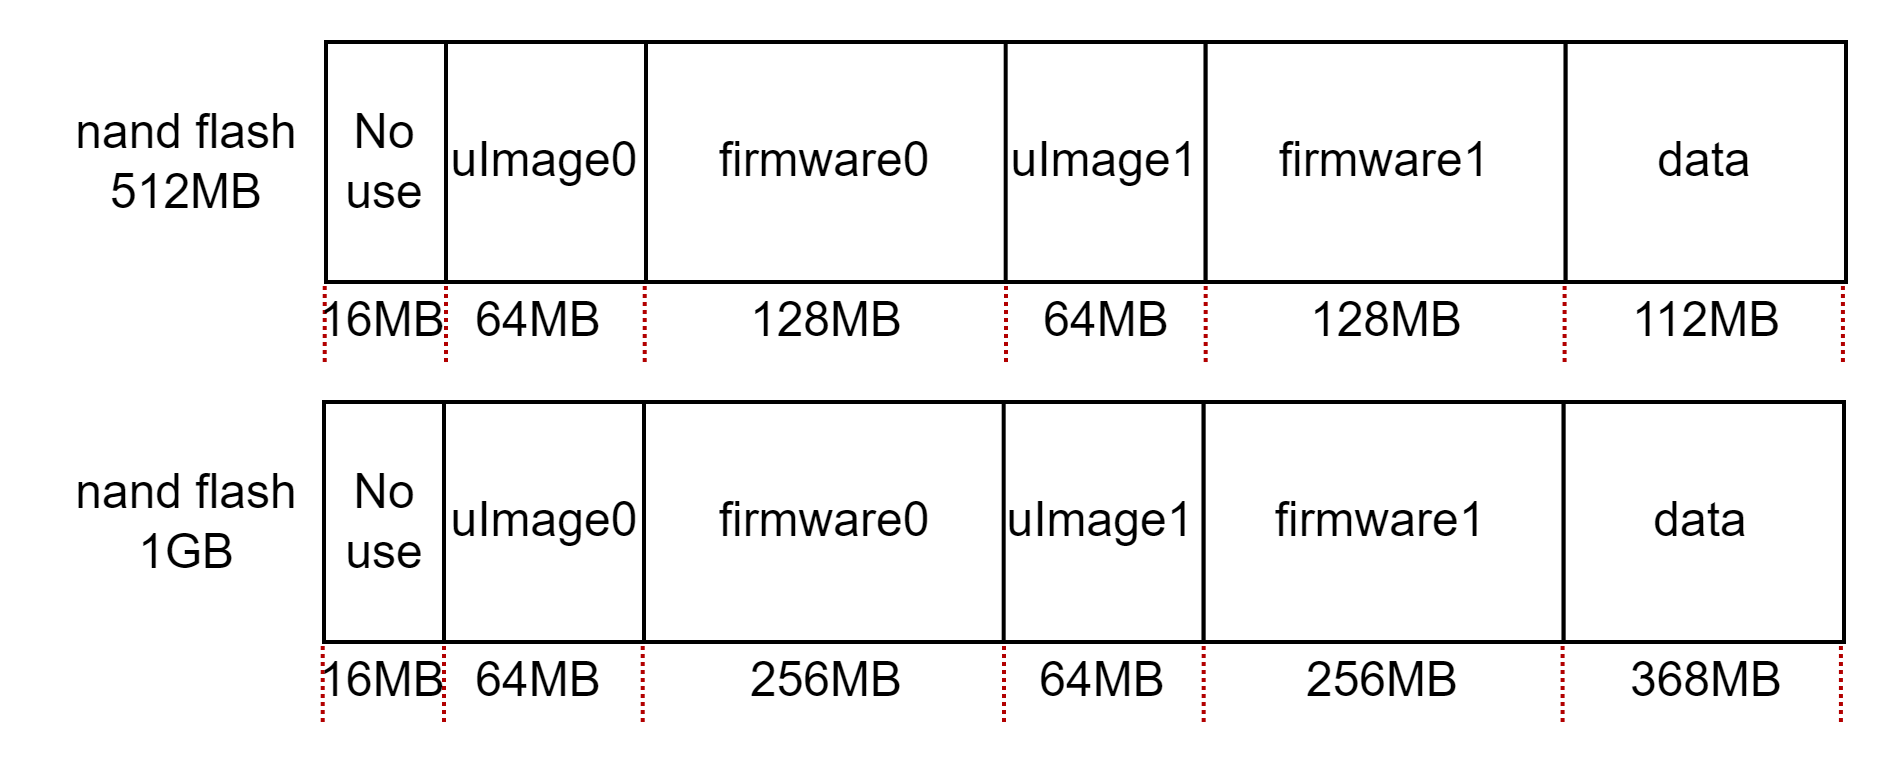 nand flash
512MB
No
use
uImage0
firmware0
uImage1
firmware1
data
16MB
64MB
128MB
64MB
128MB
112MB
nand flash
1GB
No
use
uImage0
firmware0
uImage1
firmware1
data
16MB
64MB
256MB
64MB
256MB
368MB